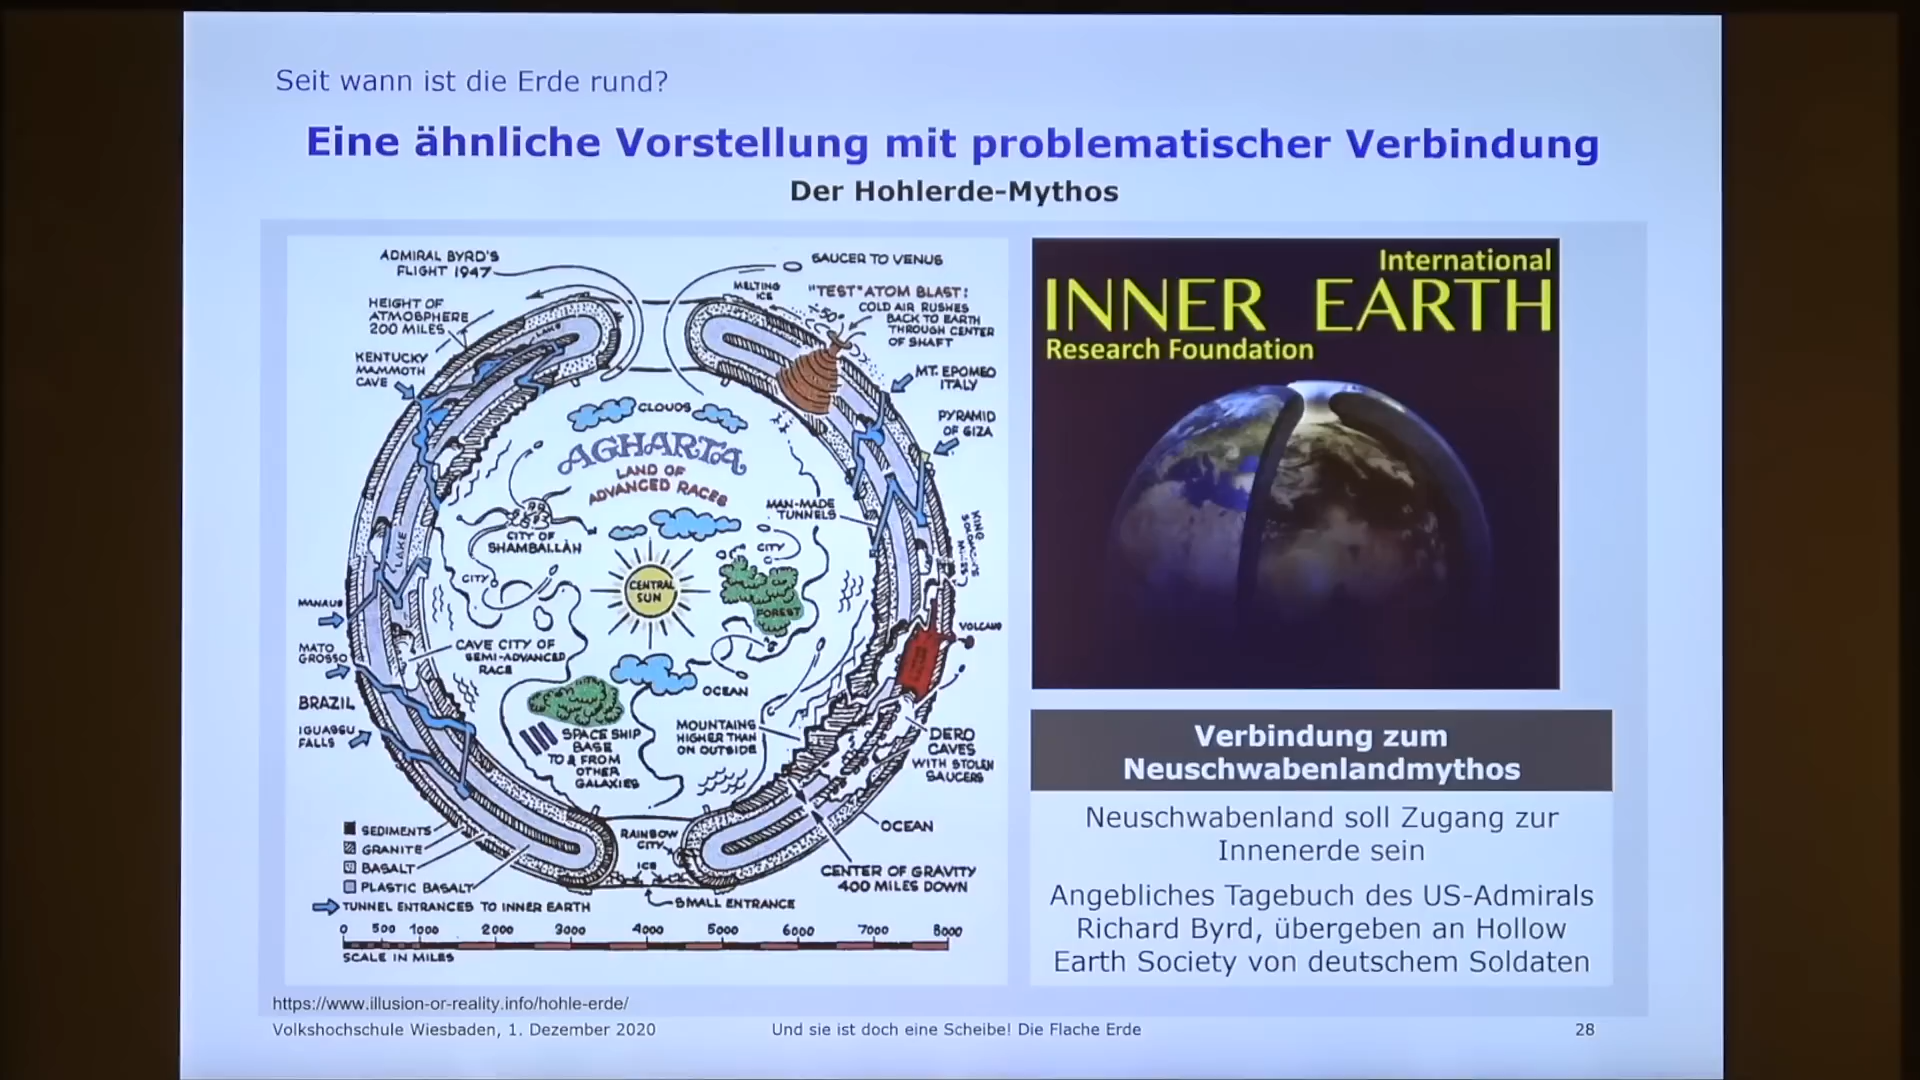 Seit wann ist die Erde rund?
Eine ähnliche Vorstellung mit problematischer Verbindung
Der Hohlerde-Mythos
ADMIRAL BYRD'S
FLIGHT 1947
SAUCER TO VENUS
MELTING
ICE
"TEST" ATOM BLAST!
COLD AIR RUSHES
BACK TO EARTH
THROUGH CENTER
OF SHAFT
HEIGHT OF
ATMOSPHERE
200 MILES
LAKE
50°
KENTUCKY
MAMMOTH
CAVE
MT. EPOMEO
ITALY
PYRAMID
OF GIZA
CLOUDS
AGHARTA
LAND OF
ADVANCED RACES
MAN-MADE
TUNNELS
CITY OF
SHAMBALLAH
CITY
LAKE
CITY
CENTRAL
SUN
FOREST
MANAUS
VOLCANO
MATO
GROSSO
CAVE CITY OF
SEMI-ADVANCED
RACE
BRAZIL
OCEAN
IGUASSU
FALLS
SPACE SHIP
BASE
TO & FROM
OTHER
GALAXIES
MOUNTAINS
HIGHER THAN
ON OUTSIDE
DERO
CAVES
WITH STOLEN
SAUCERS
OCEAN
RAINBOW
CITY
ICE
SEDIMENTS
GRANITE
BASALT
PLASTIC BASALT
TUNNEL ENTRANCES TO INNER EARTH
SMALL ENTRANCE
CENTER OF GRAVITY
400 MILES DOWN
0 500 1000 2000 3000 4000 5000 6000 7000 8000
SCALE IN MILES
International
INNER EARTH
Research Foundation
Verbindung zum
Neuschwabenlandmythos
Neuschwabenland soll Zugang zur
Innenerde sein
Angebliches Tagebuch des US-Admirals
Richard Byrd, übergeben an Hollow
Earth Society von deutschem Soldaten
https://www.illusion-or-reality.info/hohle-erde/
Volkshochschule Wiesbaden, 1. Dezember 2020
Und sie ist doch eine Scheibe! Die Flache Erde
28